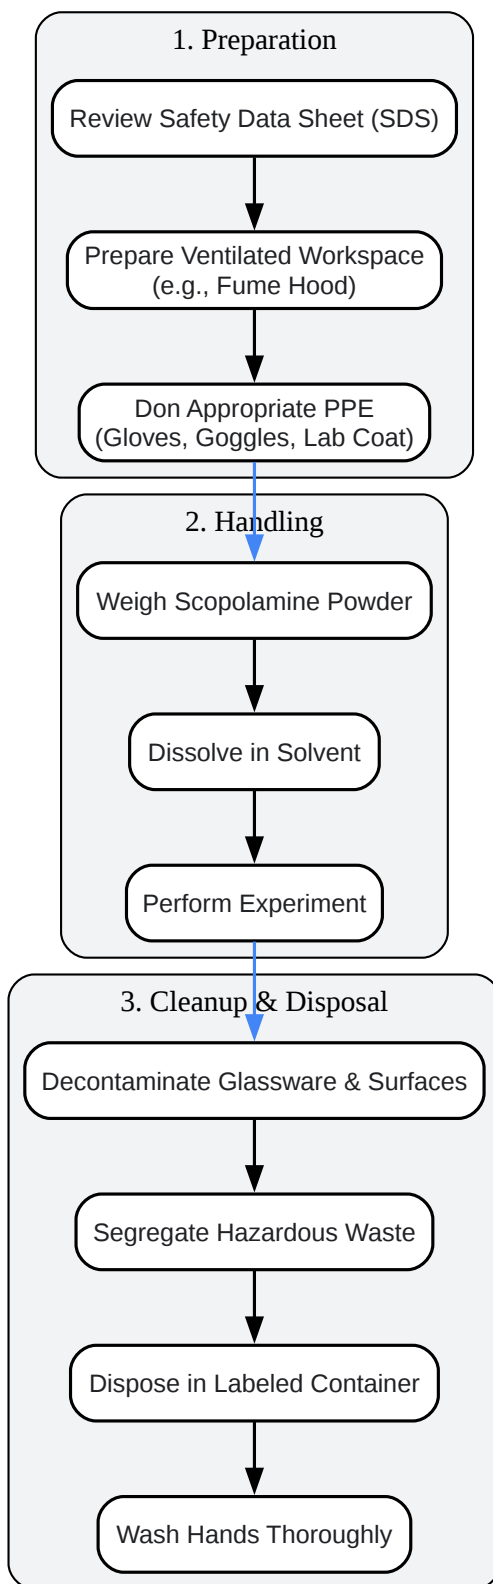 1. Preparation
Review Safety Data Sheet (SDS)
Prepare Ventilated Workspace
(e.g., Fume Hood)
Don Appropriate PPE
(Gloves, Goggles, Lab Coat)
2. Handling
Weigh Scopolamine Powder
Dissolve in Solvent
Perform Experiment
3. Cleanup & Disposal
Decontaminate Glassware & Surfaces
Segregate Hazardous Waste
Dispose in Labeled Container
Wash Hands Thoroughly